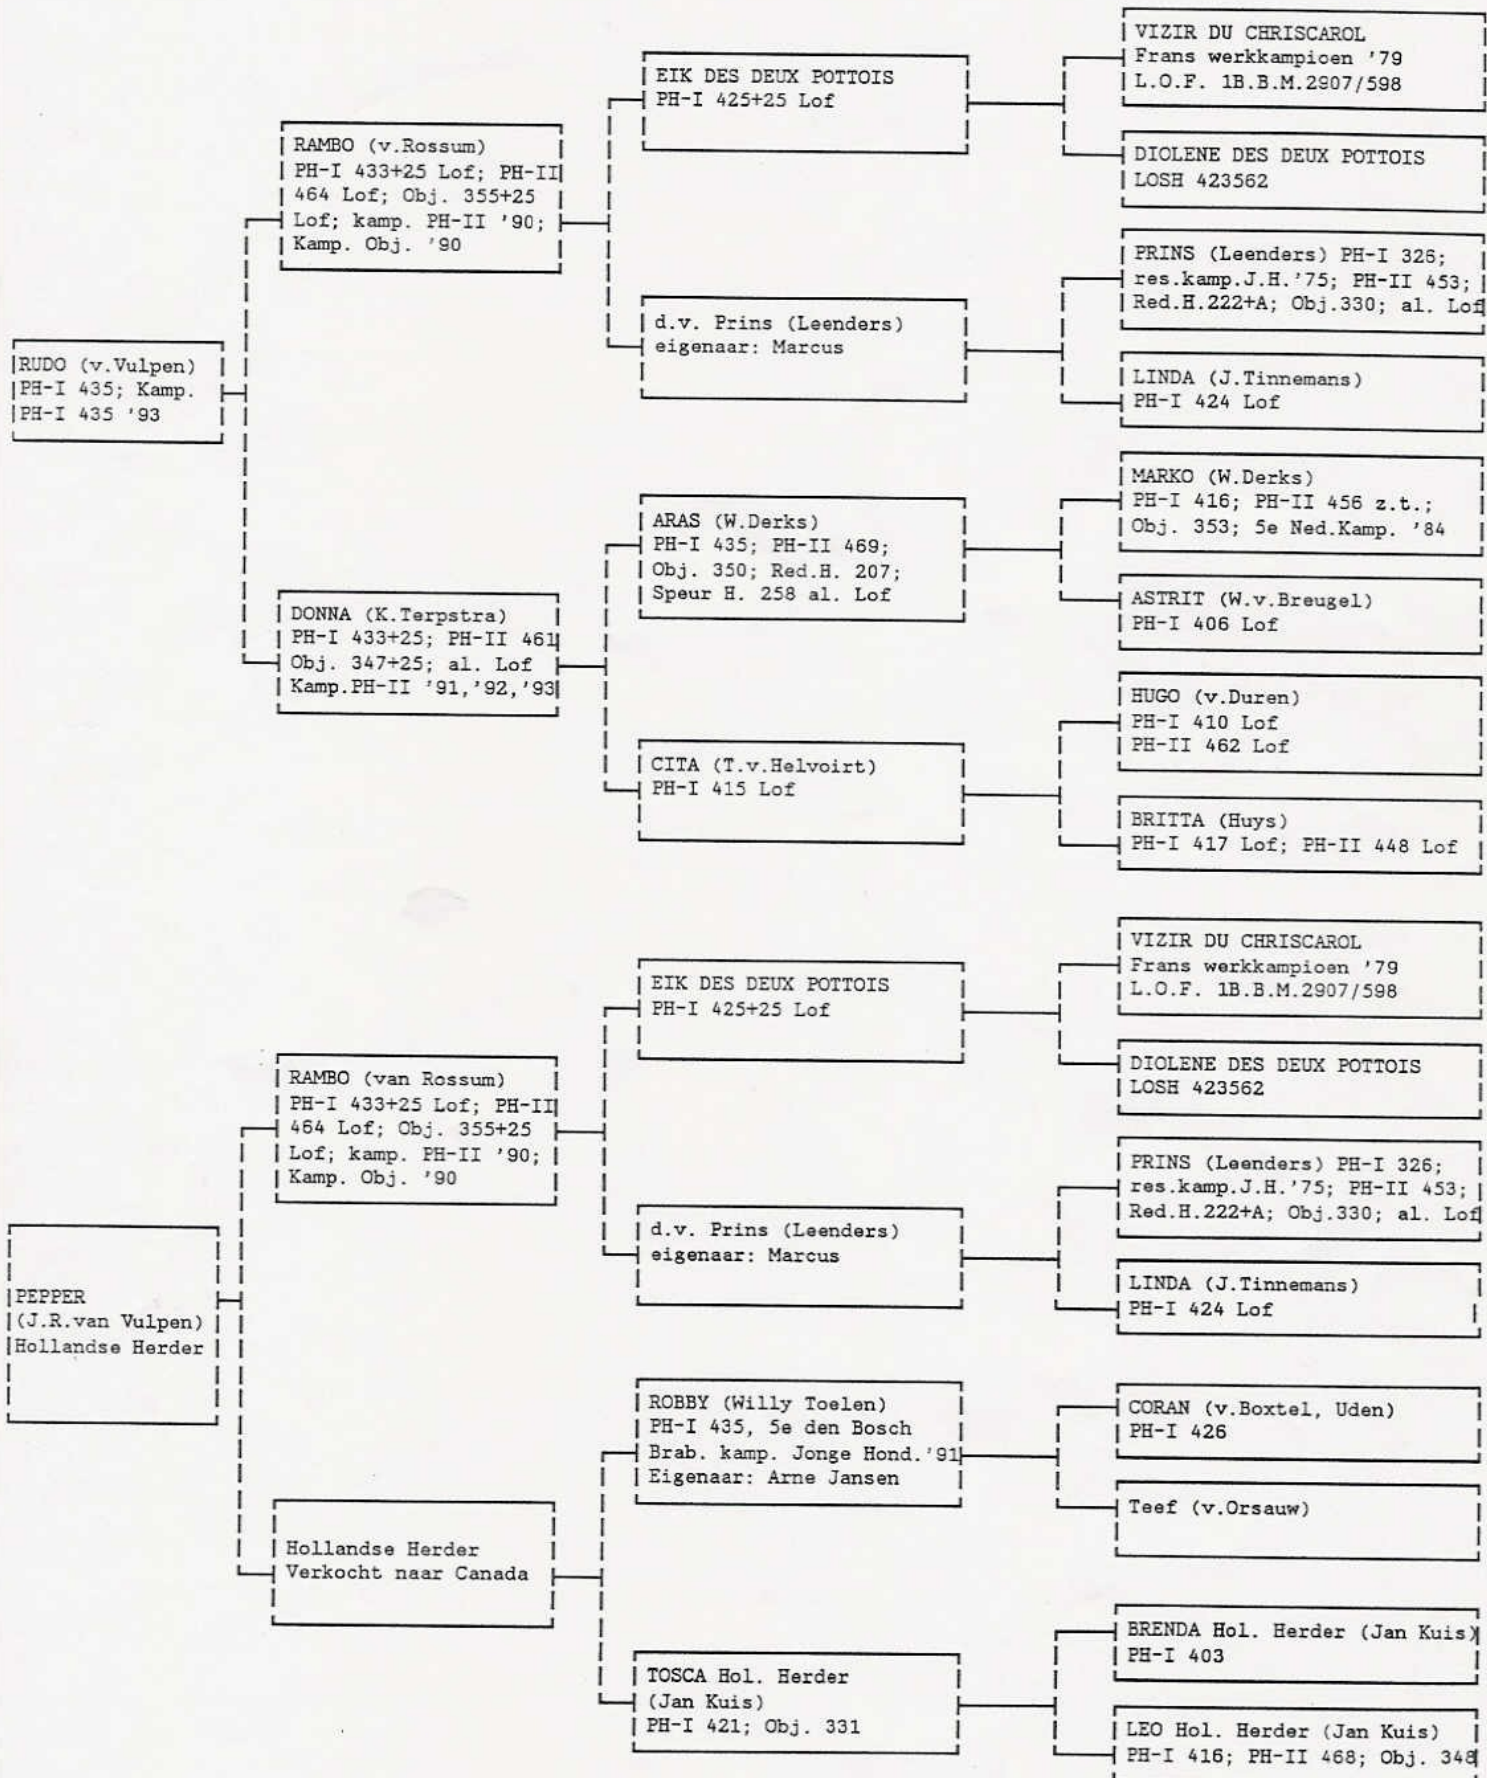 RUDO (v.Vulpen)
PH-I 435; Kamp.
PH-I 435 '93
RAMBO (v.Rossum)
PH-I 433+25 Lof; PH-II
464 Lof; Obj. 355+25
Lof; kamp. PH-II '90;
Kamp. Obj. '90
DONNA (K.Terpstra)
PH-I 433+25; PH-II 461
Obj. 347+25; al. Lof
Kamp.PH-II '91,'92,'93
EIK DES DEUX POTTOIS
PH-I 425+25 Lof
d.v. Prins (Leenders)
eigenaar: Marcus
ARAS (W.Derks)
PH-I 435; PH-II 469;
Obj. 350; Red.H. 207;
Speur H. 258 al. Lof
CITA (T.v.Helvoirt)
PH-I 415 Lof
VIZIR DU CHRISCAROL
Frans werkkampioen '79
L.O.F. 1B.B.M.2907/598
DIOLENE DES DEUX POTTOIS
LOSH 423562
PRINS (Leenders) PH-I 326;
res.kamp.J.H.'75; PH-II 453;
Red.H.222+A; Obj.330; al. Lof
LINDA (J.Tinnemans)
PH-I 424 Lof
MARKO (W.Derks)
PH-I 416; PH-II 456 z.t.;
Obj. 353; 5e Ned.Kamp. '84
ASTRIT (W.v.Breugel)
PH-I 406 Lof
HUGO (v.Duren)
PH-I 410 Lof
PH-II 462 Lof
BRITTA (Huys)
PH-I 417 Lof; PH-II 448 Lof
PEPPER
(J.R.van Vulpen)
Hollandse Herder
RAMBO (van Rossum)
PH-I 433+25 Lof; PH-II
464 Lof; Obj. 355+25
Lof; kamp. PH-II '90;
Kamp. Obj. '90
Hollandse Herder
Verkocht naar Canada
EIK DES DEUX POTTOIS
PH-I 425+25 Lof
d.v. Prins (Leenders)
eigenaar: Marcus
ROBBY (Willy Toelen)
PH-I 435, 5e den Bosch
Brab. kamp. Jonge Hond.'91
Eigenaar: Arne Jansen
TOSCA Hol. Herder
(Jan Kuis)
PH-I 421; Obj. 331
VIZIR DU CHRISCAROL
Frans werkkampioen '79
L.O.F. 1B.B.M.2907/598
DIOLENE DES DEUX POTTOIS
LOSH 423562
PRINS (Leenders) PH-I 326;
res.kamp.J.H.'75; PH-II 453;
Red.H.222+A; Obj.330; al. Lof
LINDA (J.Tinnemans)
PH-I 424 Lof
CORAN (v.Boxtel, Uden)
PH-I 426
Teef (v.Orsauw)
BRENDA Hol. Herder (Jan Kuis)
PH-I 403
LEO Hol. Herder (Jan Kuis)
PH-I 416; PH-II 468; Obj. 348